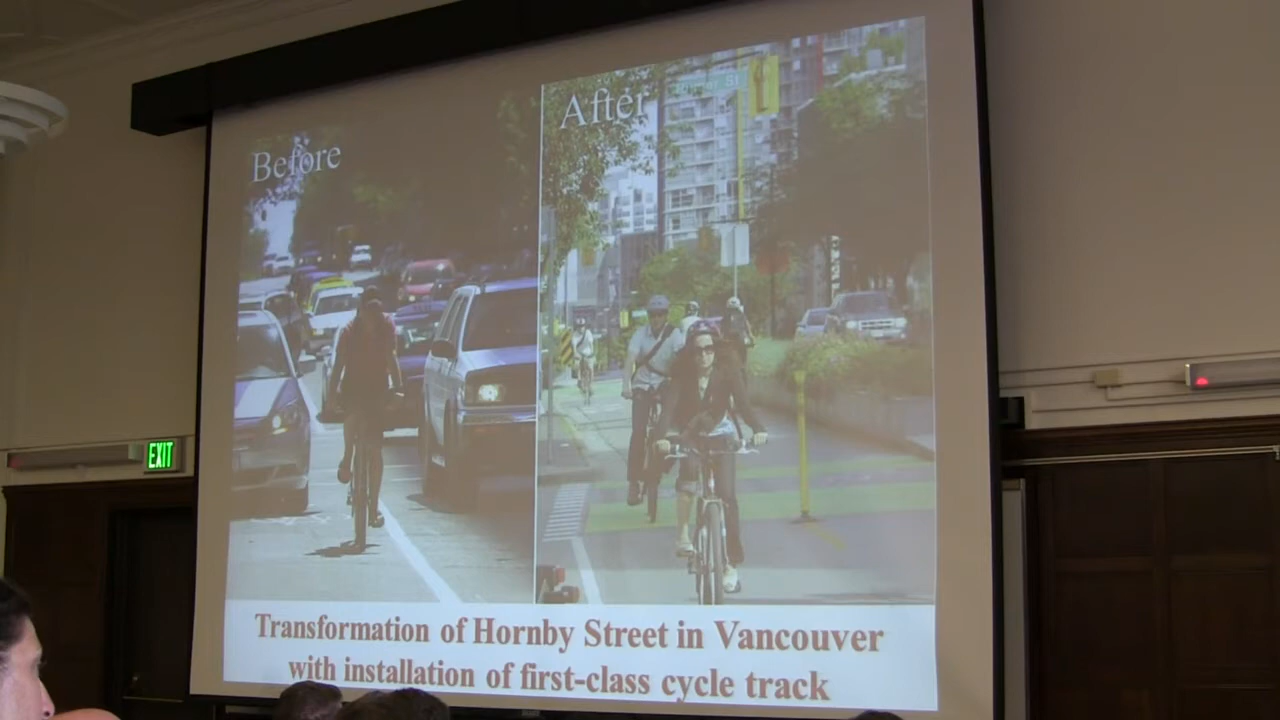 Before
After
EXIT
Transformation of Hornby Street in Vancouver
with installation of first-class cycle track